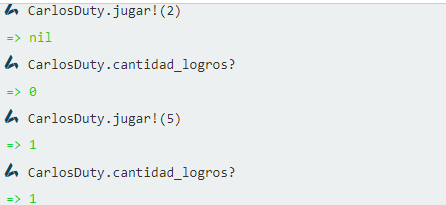 CarlosDuty.jugar!(2)
=> nil
CarlosDuty.cantidad_logros?
=> 0
CarlosDuty.jugar!(5)
=> 1
CarlosDuty.cantidad_logros?
=> 1